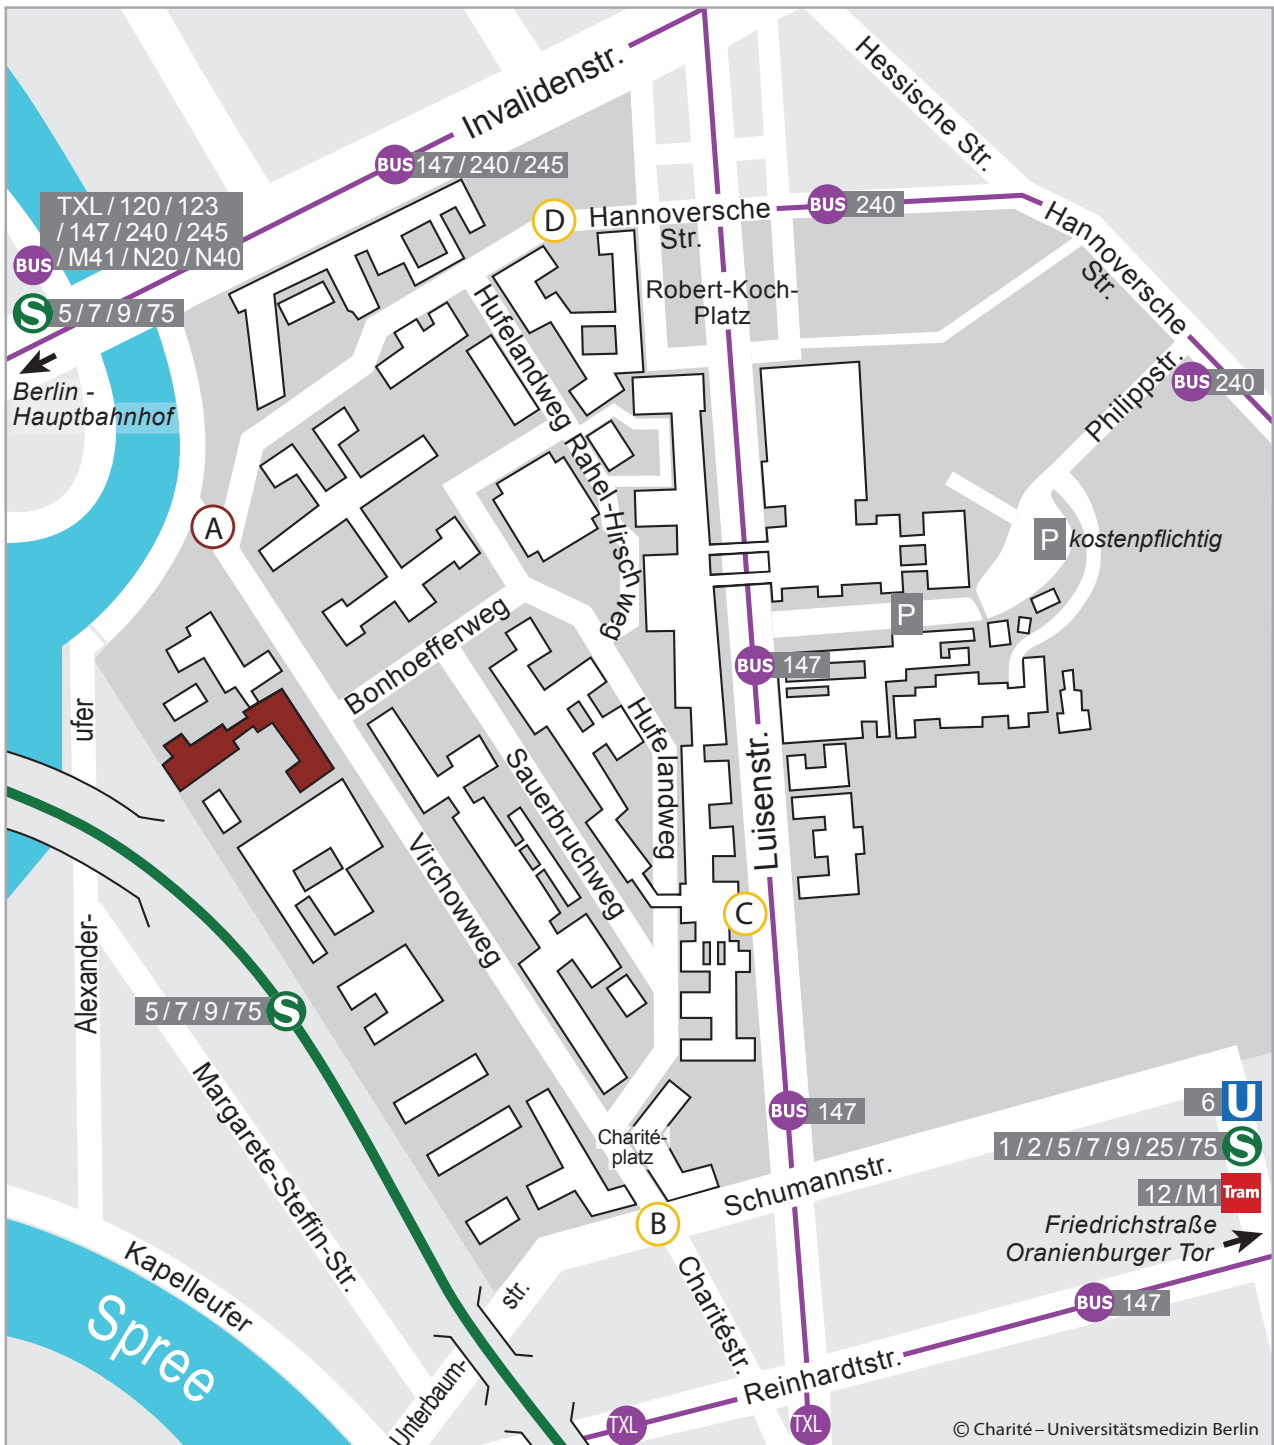 Hessische Str.
Invalidenstr.
BUS 147 / 240 / 245
TXL / 120 / 123
/ 147 / 240 / 245
BUS / M41 / N20 / N40
S 5 / 7 / 9 / 75
Berlin -
Hauptbahnhof
D
Hannoversche
Str.
BUS 240
Hannoversche
Str.
Robert-Koch-
Platz
Hufelandweg
Philippstr.
BUS 240
Rahel-Hirsch weg
A
P kostenpflichtig
P
Bonhoefferweg
BUS 147
ufer
Hufelandweg
Sauerbruchweg
Luisenstr.
Virchowweg
C
Alexander-
5 / 7 / 9 / 75 S
Margarete-Steffin-Str.
BUS 147
6 U
1 / 2 / 5 / 7 / 9 / 25 / 75 S
12 / M1 Tram
Charité-
platz
Schumannstr.
B
Friedrichstraße
Oranienburger Tor
Kapelleufer
str.
Charitéstr.
BUS 147
Spree
Reinhardtstr.
Unterbaum-
TXL
TXL
© Charité – Universitätsmedizin Berlin